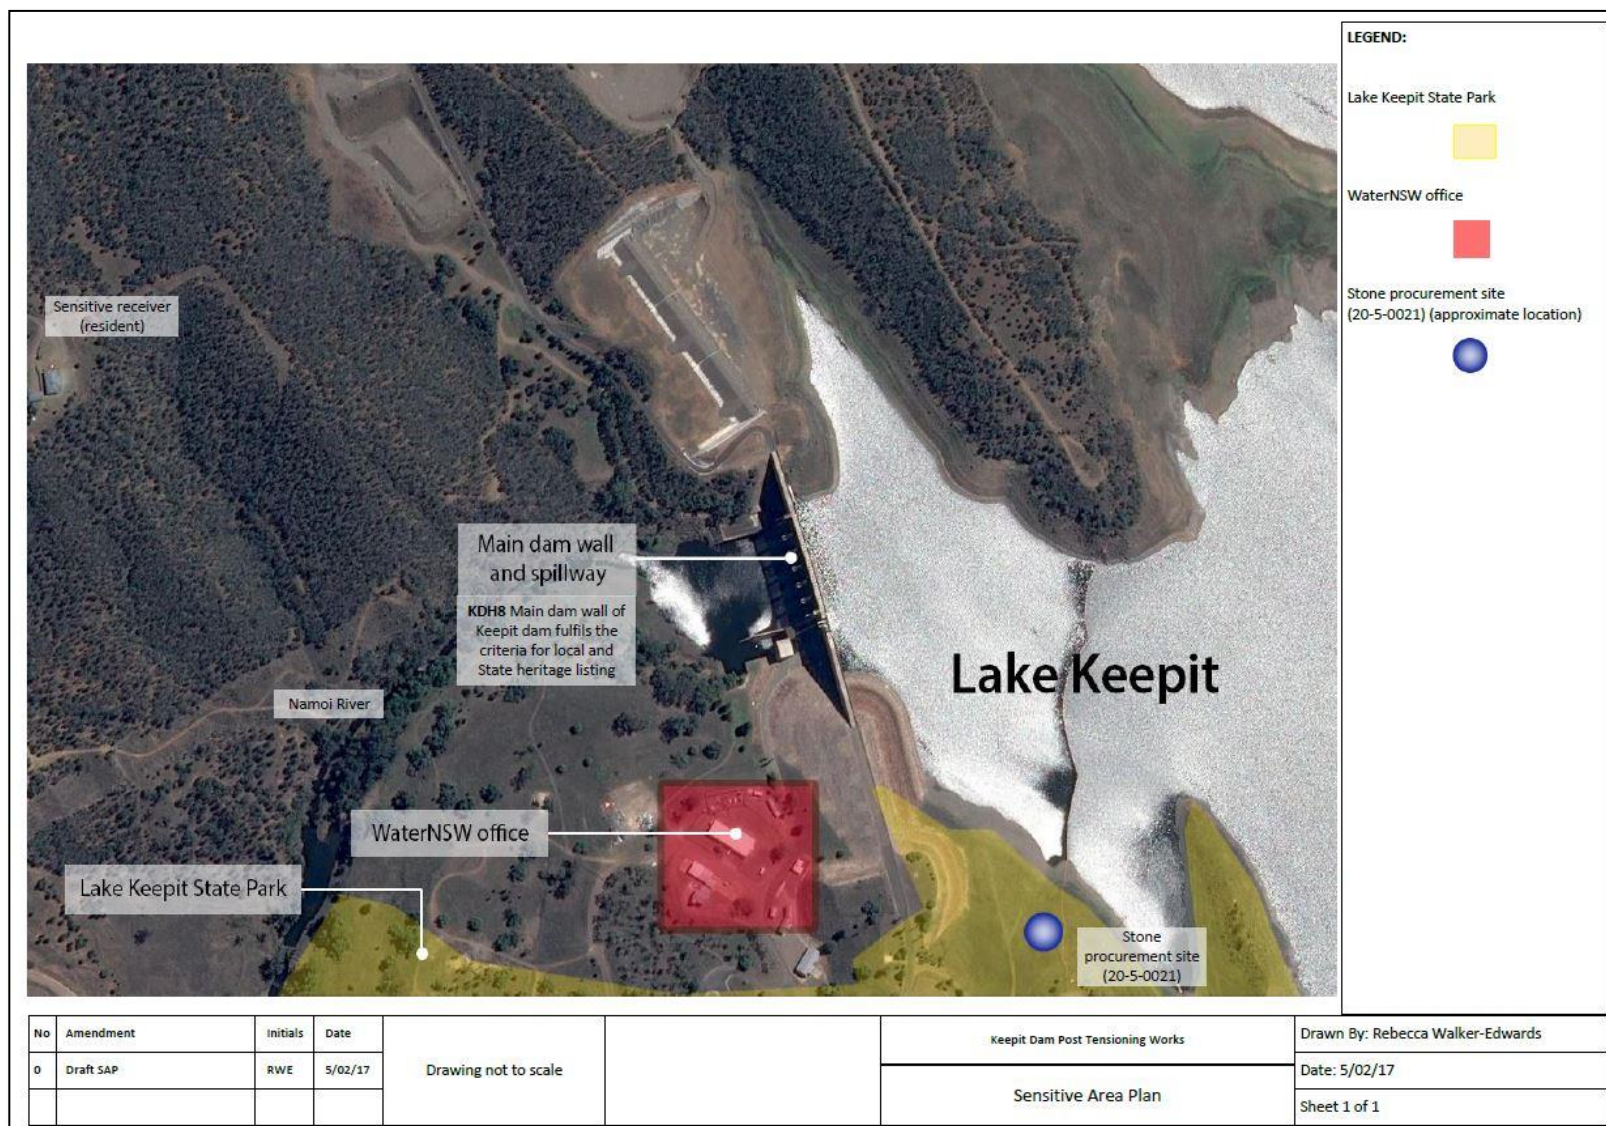 LEGEND:
Lake Keepit State Park
WaterNSW office
Stone procurement site
(20-5-0021) (approximate location)
Sensitive receiver
(resident)
Main dam wall
and spillway
KDH8 Main dam wall of
Keepit dam fulfils the
criteria for local and
State heritage listing
Lake Keepit
Namoi River
WaterNSW office
Lake Keepit State Park
Stone
procurement site
(20-5-0021)
No Amendment Initials Date
0 Draft SAP RWE 5/02/17
Drawing not to scale
Keepit Dam Post Tensioning Works
Sensitive Area Plan
Drawn By: Rebecca Walker-Edwards
Date: 5/02/17
Sheet 1 of 1